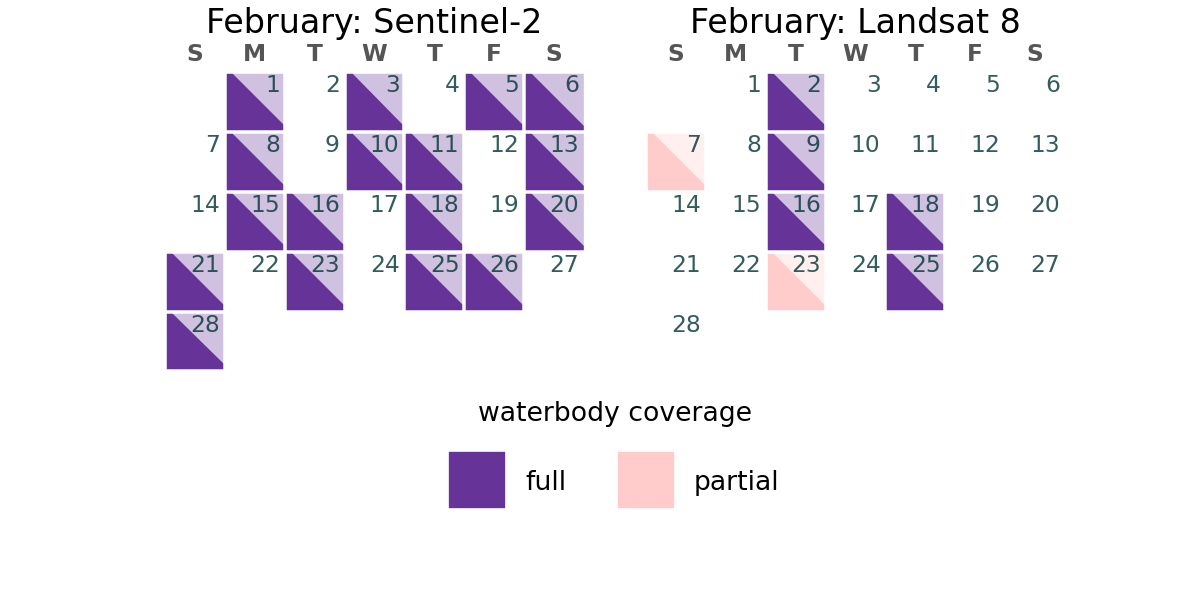 February: Sentinel-2
S M T W T F S
1 2 3 4 5 6
7 8 9 10 11 12 13
14 15 16 17 18 19 20
21 22 23 24 25 26 27
28
February: Landsat 8
S M T W T F S
1 2 3 4 5 6
7 8 9 10 11 12 13
14 15 16 17 18 19 20
21 22 23 24 25 26 27
28
waterbody coverage
full partial